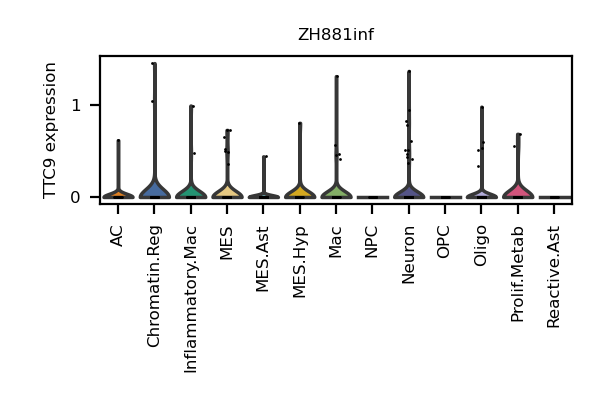 ZH881inf
TTC9 expression
1
0
AC
Chromatin.Reg
Inflammatory.Mac
MES
MES.Ast
MES.Hyp
Mac
NPC
Neuron
OPC
Oligo
Prolif.Metab
Reactive.Ast